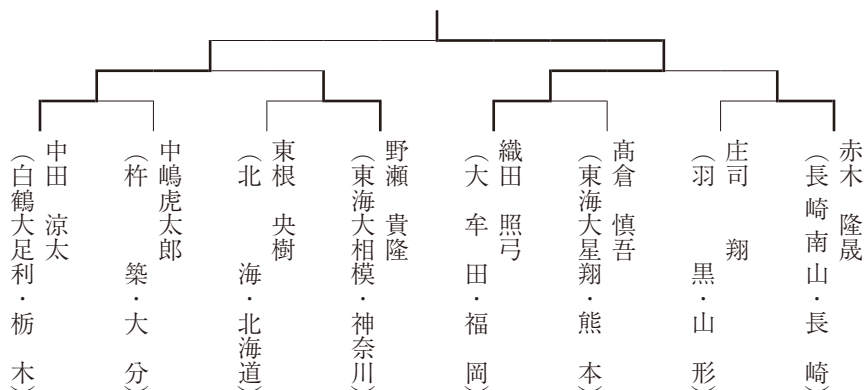 赤木 隆晟
(長崎南山・長 崎)
庄司 翔
(羽 黒・山 形)
髙倉 慎吾
(東海大星翔・熊 本)
織田 照弓
(大 牟 田・福 岡)
野瀬 貴隆
(東海大相模・神奈川)
東根 央樹
(北 海・北海道)
中嶋虎太郎
(杵 築・大 分)
中田 涼太
(白鶴大足利・栃 木)